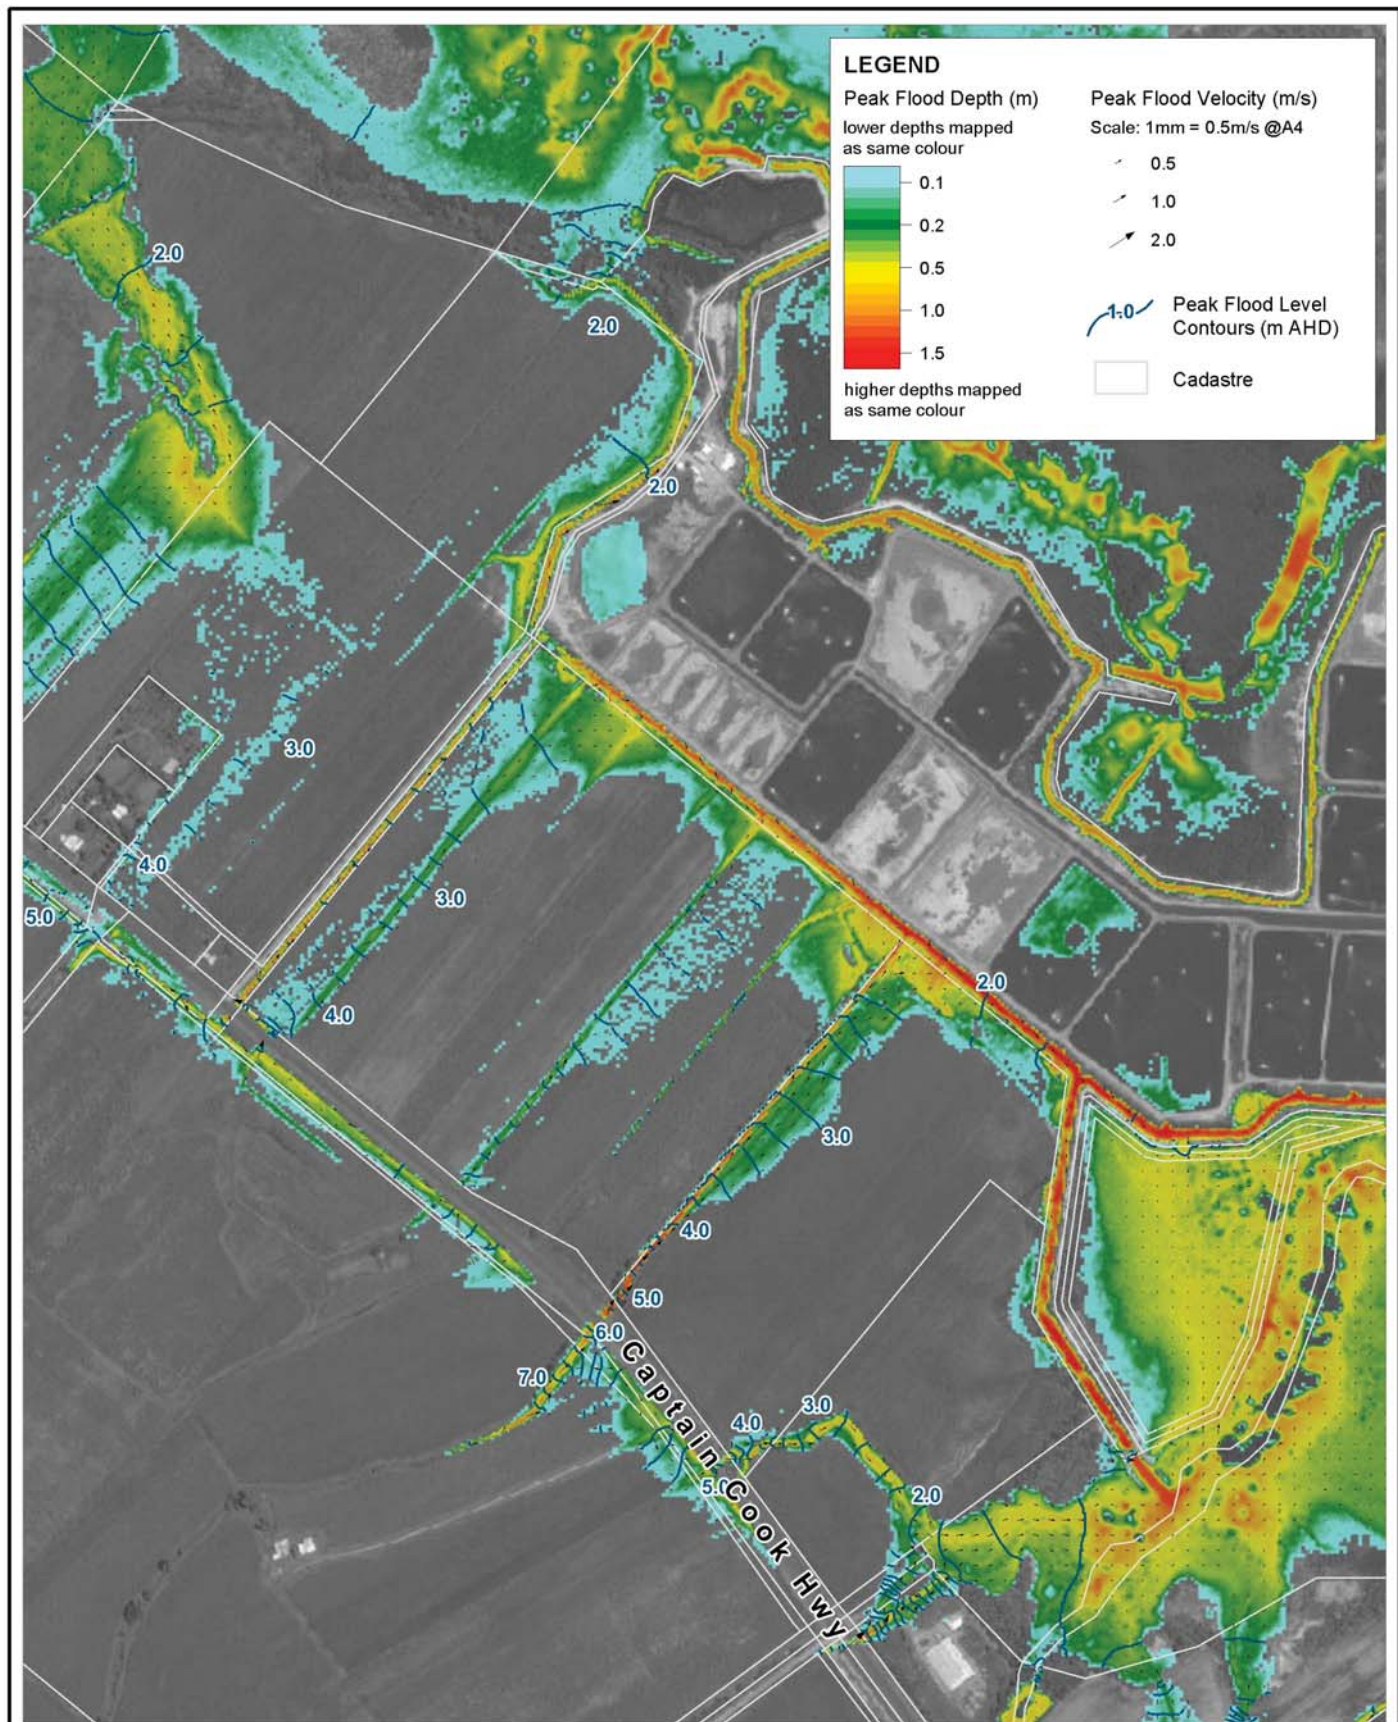 LEGEND
Peak Flood Depth (m)
lower depths mapped
as same colour
0.1
0.2
0.5
1.0
1.5
higher depths mapped
as same colour
Peak Flood Velocity (m/s)
Scale: 1mm = 0.5m/s @A4
0.5
1.0
2.0
1.0
Peak Flood Level
Contours (m AHD)
Cadastre
2.0
2.0
2.0
3.0
4.0
5.0
3.0
4.0
2.0
3.0
4.0
5.0
6.0
7.0
3.0
4.0
5.0
2.0
Captain Cook Hwy